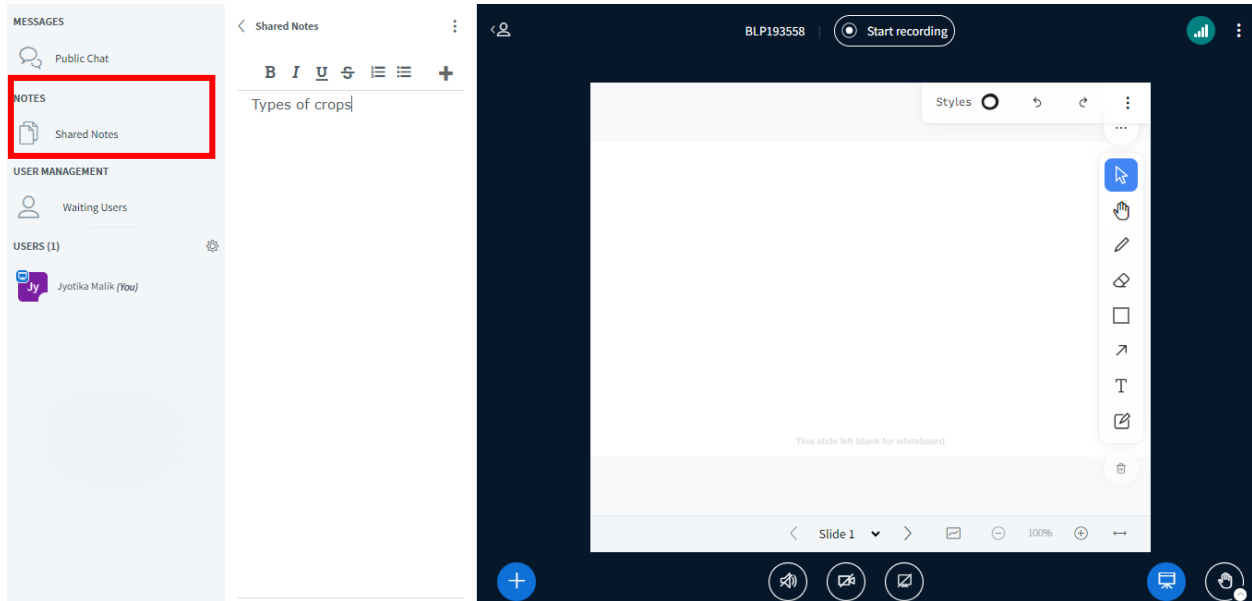 MESSAGES
Public Chat
NOTES
Shared Notes
USER MANAGEMENT
Waiting Users
USERS (1)
Jy
Jyotika Malik (You)
Shared Notes
B I U S
Types of crops
BLP193558
Start recording
Styles
T
This slide left blank for whiteboard
Slide 1
100%